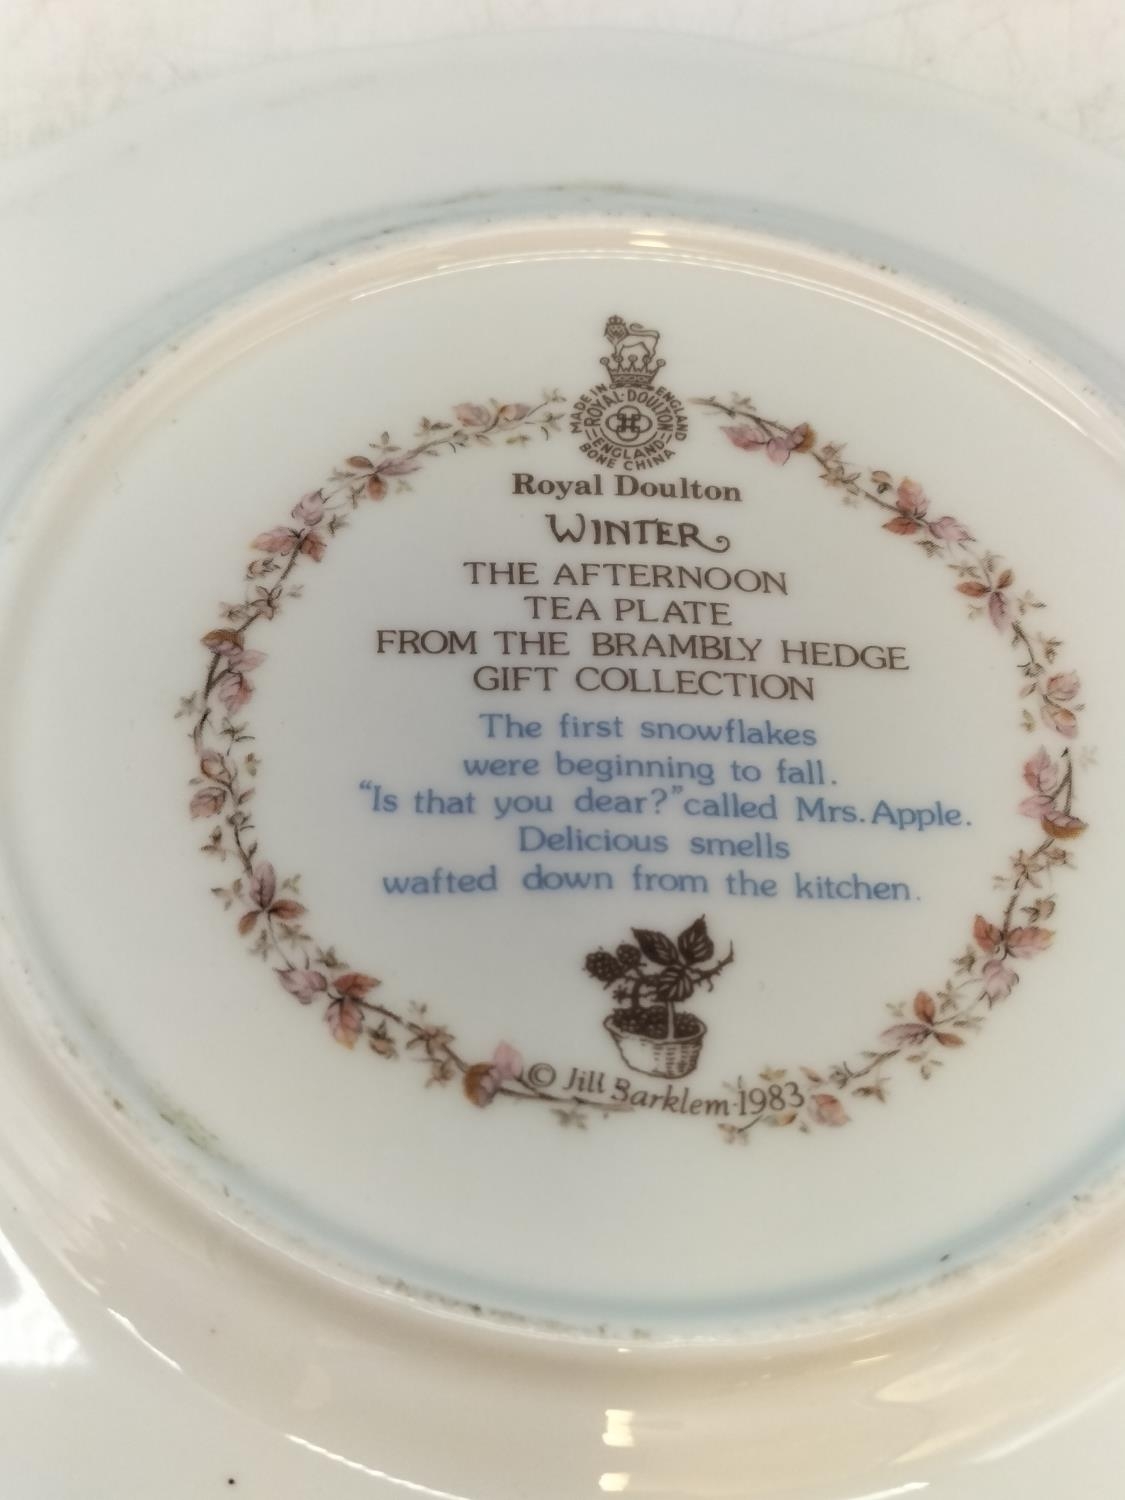 MADE IN ENGLAND
ROYAL·DOULTON
ENGLAND
BONE CHINA
Royal Doulton
WINTER
THE AFTERNOON
TEA PLATE
FROM THE BRAMBLY HEDGE
GIFT COLLECTION
The first snowflakes
were beginning to fall.
“Is that you dear?” called Mrs. Apple.
Delicious smells
wafted down from the kitchen.
© Jill Barklem 1983